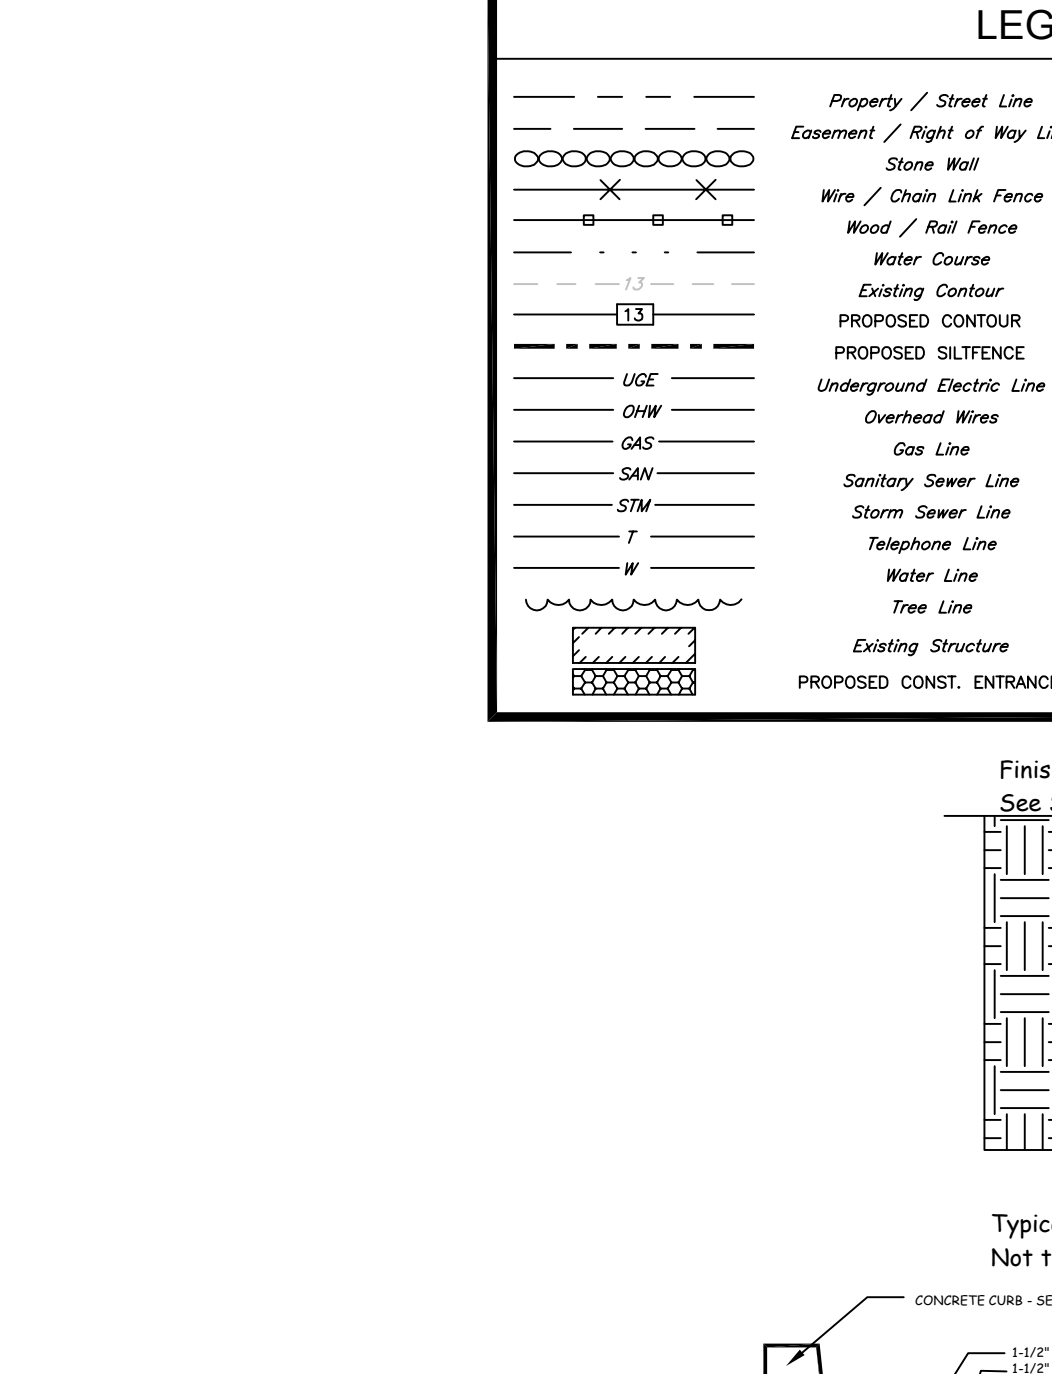 LEG
Property / Street Line
Easement / Right of Way Li
Stone Wall
Wire / Chain Link Fence
Wood / Rail Fence
Water Course
13 Existing Contour
13 PROPOSED CONTOUR
PROPOSED SILTFENCE
UGE Underground Electric Line
OHW Overhead Wires
GAS Gas Line
SAN Sanitary Sewer Line
STM Storm Sewer Line
T Telephone Line
W Water Line
Tree Line
Existing Structure
PROPOSED CONST. ENTRANCE
Finis
See
Typic
Not t
CONCRETE CURB - SE
1-1/2"
1-1/2"